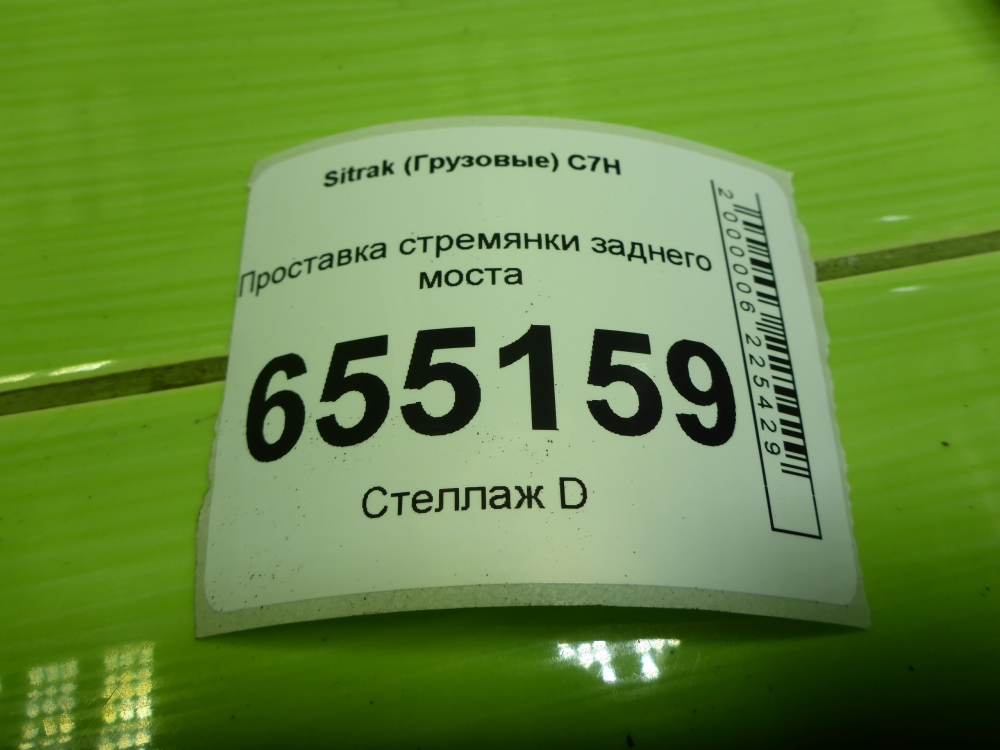 Sitrak (Грузовые) C7H
Проставка стремянки заднего
моста
655159
Стеллаж D
2000006225429